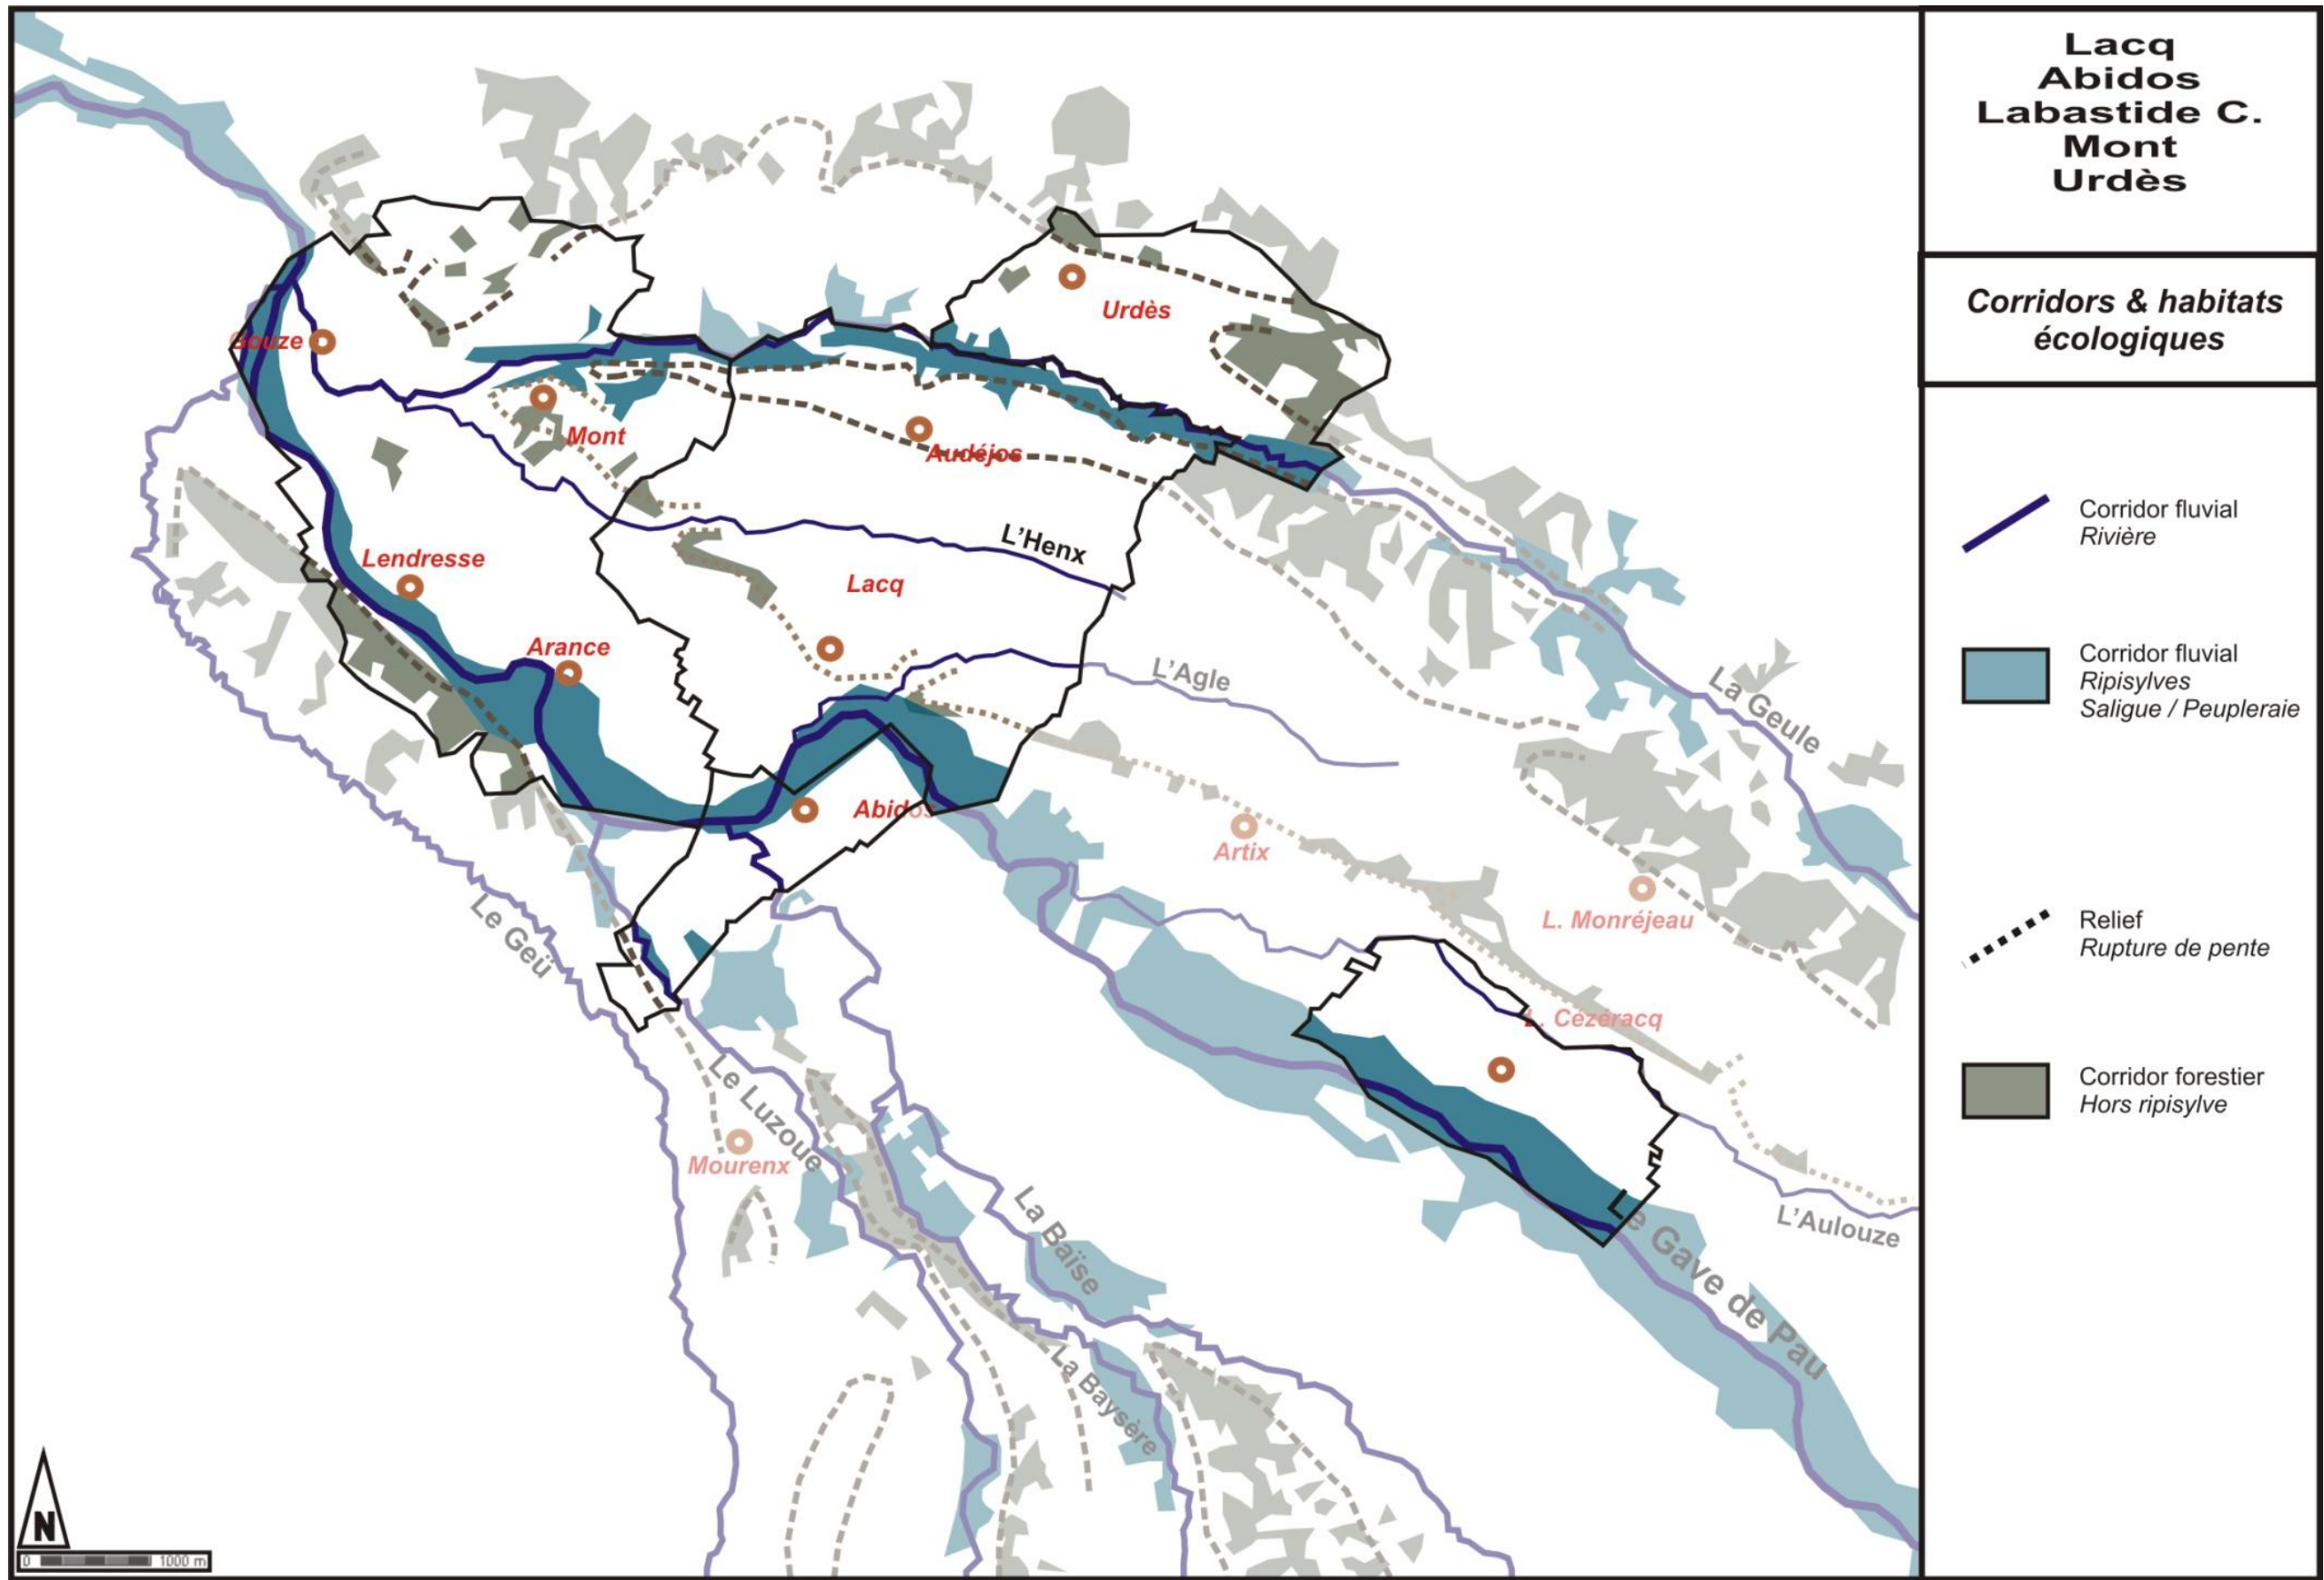 Lacq
Abidos
Labastide C.
Mont
Urdès
Corridors & habitats
écologiques
Corridor fluvial
Rivière
Corridor fluvial
Ripisylves
Saligue / Peupleraie
Relief
Rupture de pente
Corridor forestier
Hors ripisylve
Urdès
Gouze
Mont
Audéjos
L'Henx
Lendresse
Lacq
Arance
L'Agle
La Geule
Abidos
Artix
L. Monréjeau
Le Geü
L. Cézéracq
Le Luzoue
Mourenx
La Baïse
L'Aulouze
Le Gave de Pau
La Baysère
N
0 1000 m